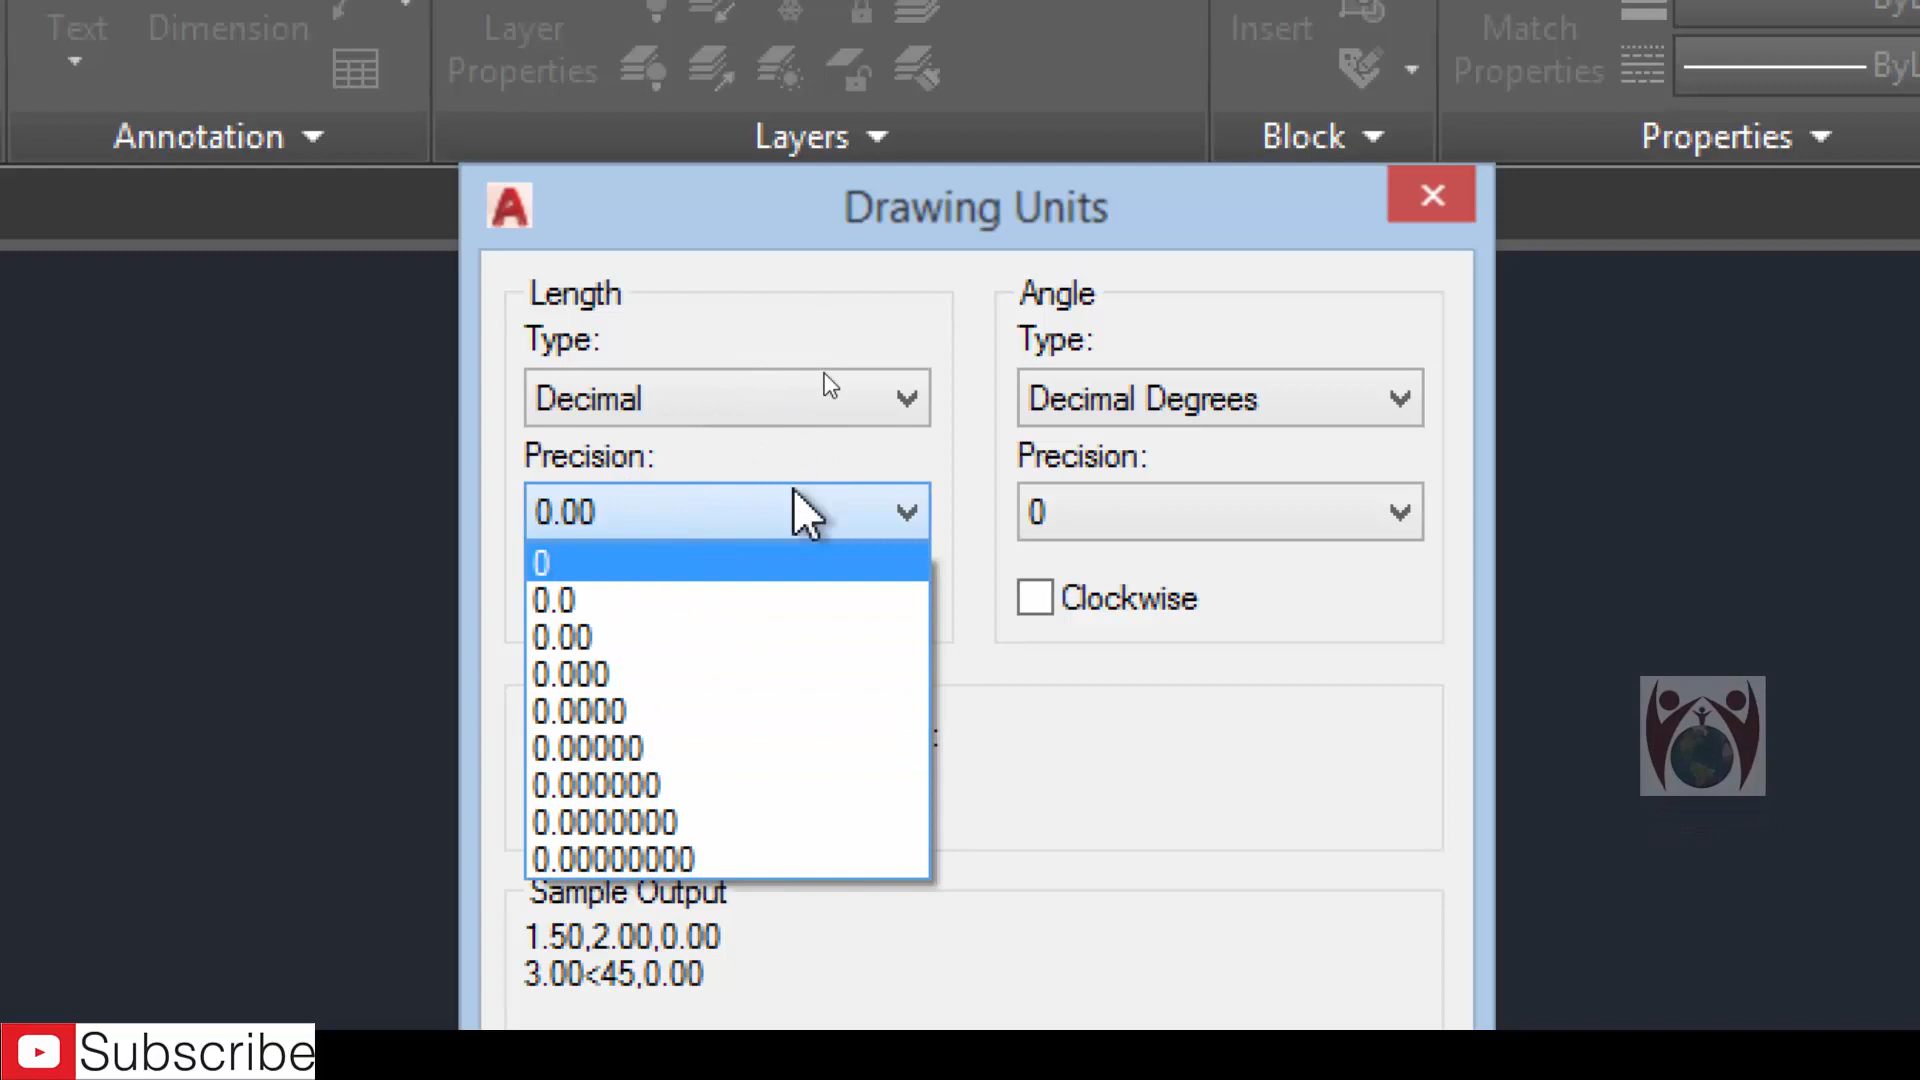 Text
Dimension
Layer
Properties
Insert
Match
Properties
ByL
Annotation
Layers
Block
Properties
Drawing Units
Length
Type:
Decimal
Precision:
0.00
0
0.0
0.00
0.000
0.0000
0.00000
0.000000
0.0000000
0.00000000
Angle
Type:
Decimal Degrees
Precision:
0
Clockwise
:
Sample Output
1.50,2.00,0.00
3.00<45,0.00
Subscribe